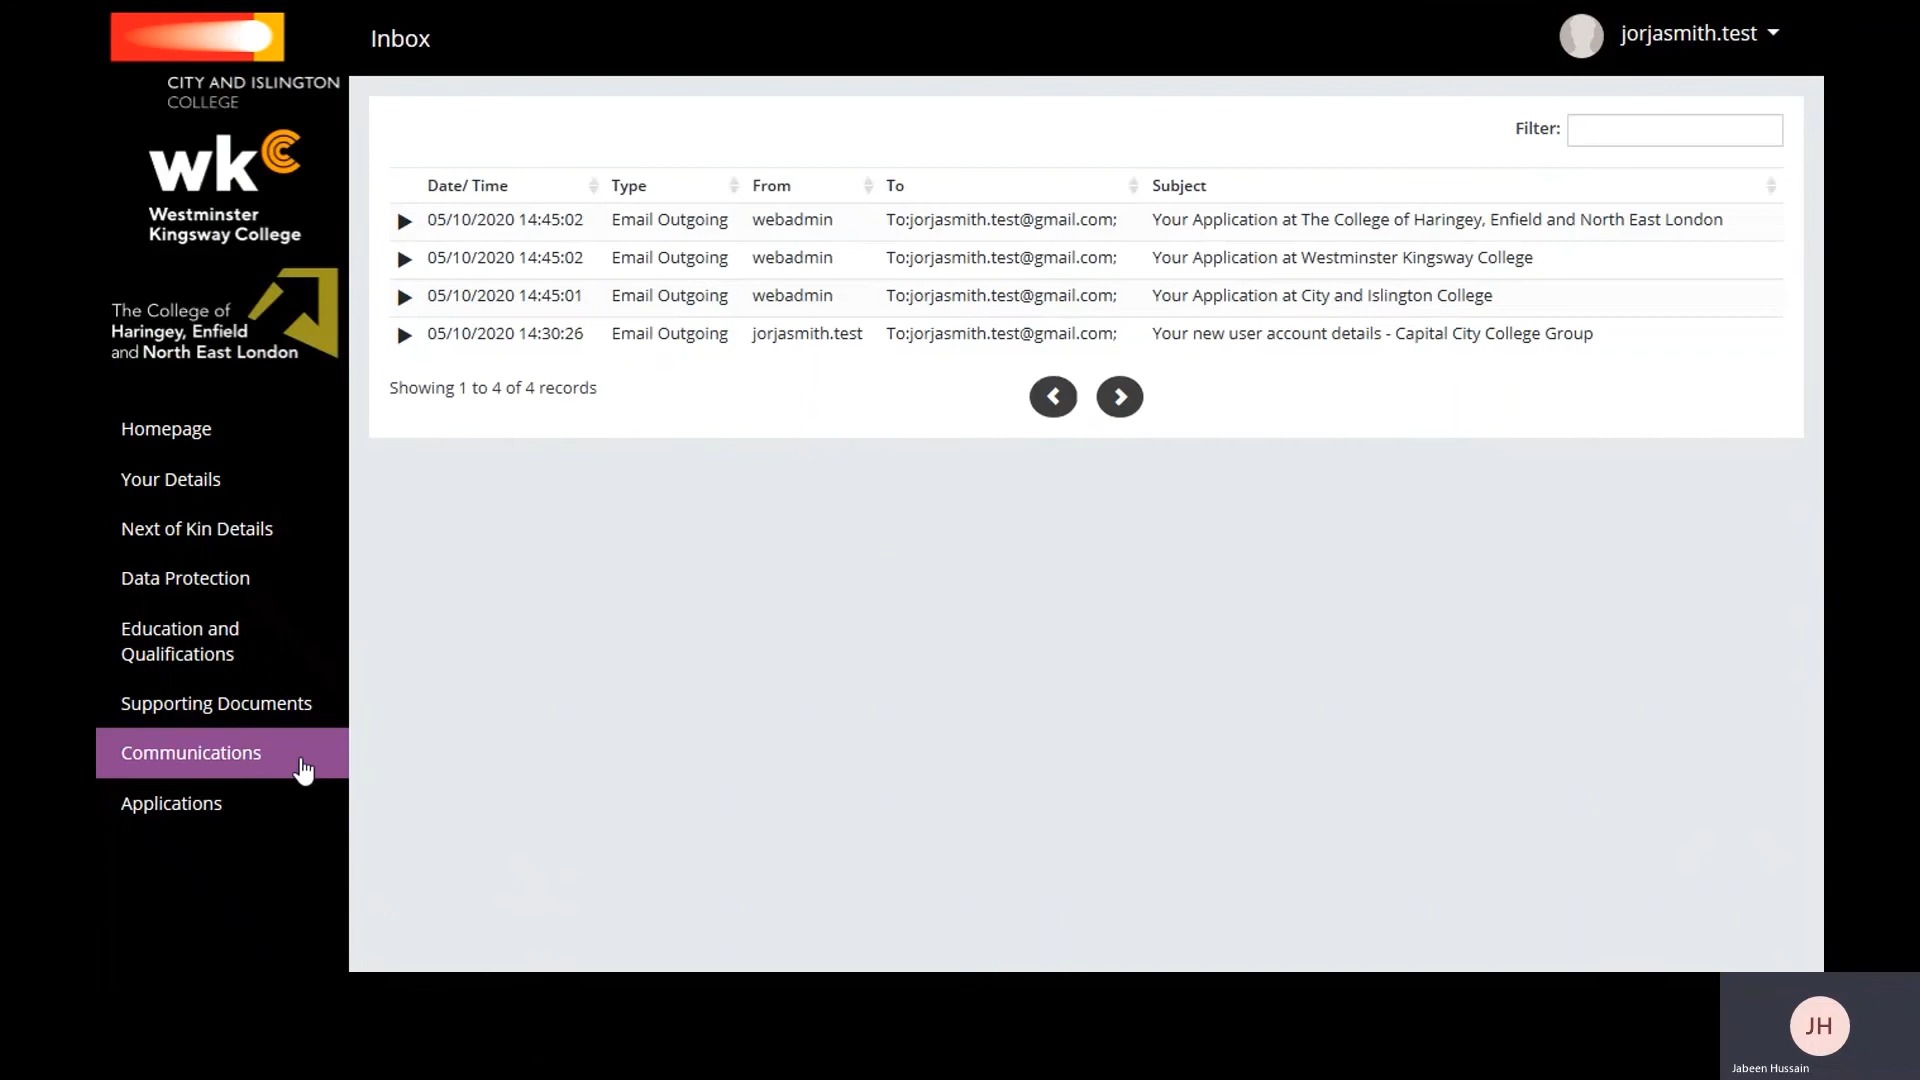 CITY AND ISLINGTON
COLLEGE
wkc
Westminster
Kingsway College
The College of
Haringey, Enfield
and North East London
Homepage
Your Details
Next of Kin Details
Data Protection
Education and
Qualifications
Supporting Documents
Communications
Applications
Inbox
jorjasmith.test
Filter:
Date/ Time Type From To Subject
05/10/2020 14:45:02 Email Outgoing webadmin To:jorjasmith.test@gmail.com; Your Application at The College of Haringey, Enfield and North East London
05/10/2020 14:45:02 Email Outgoing webadmin To:jorjasmith.test@gmail.com; Your Application at Westminster Kingsway College
05/10/2020 14:45:01 Email Outgoing webadmin To:jorjasmith.test@gmail.com; Your Application at City and Islington College
05/10/2020 14:30:26 Email Outgoing jorjasmith.test To:jorjasmith.test@gmail.com; Your new user account details - Capital City College Group
Showing 1 to 4 of 4 records
JH
Jabeen Hussain